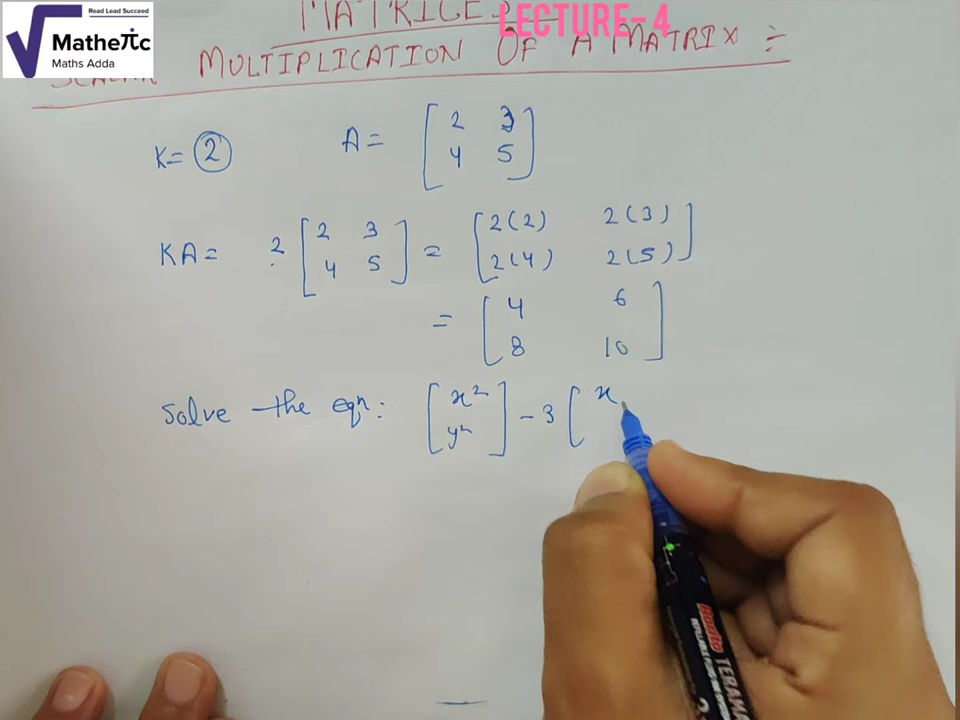 Read Lead Succeed
Matheπc
Maths Adda
MATRICES
LECTURE-4
SCALAR MULTIPLICATION OF A MATRIX ÷
K= 2 A= [2 3
4 5]
KA= 2 [2 3
4 5] = [2(2) 2(3)
2(4) 2(5)]
= [4 6
8 10]
Solve the eqn: [x²
y²] - 3 [x